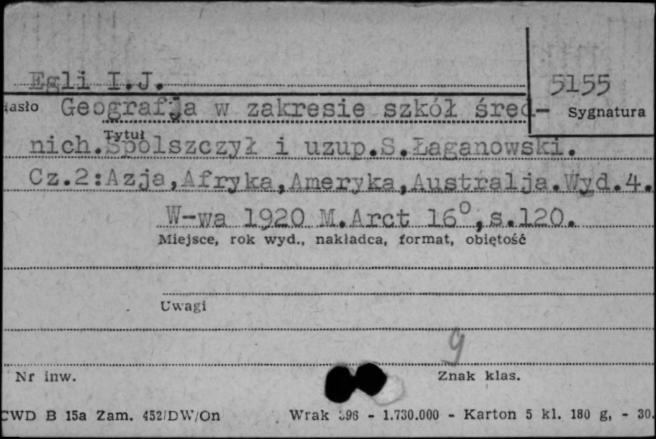 Egli I.J.
5155
Sygnatura
Hasło Geografja w zakresie szkół śred-
Tytuł
nich.Spolszczył i uzup.S.Łaganowski.
Cz.2:Azja,Afryka,Ameryka,Australja.Wyd.4.
W-wa 1920 M.Arct 16°,s.120.
Miejsce, rok wyd., nakładca, format, objętość
Uwagi
9
Nr inw.
Znak klas.
CWD B 15a Zam. 452/DW/On Wrak 396 - 1.730.000 - Karton 5 kl. 180 g, - 30.